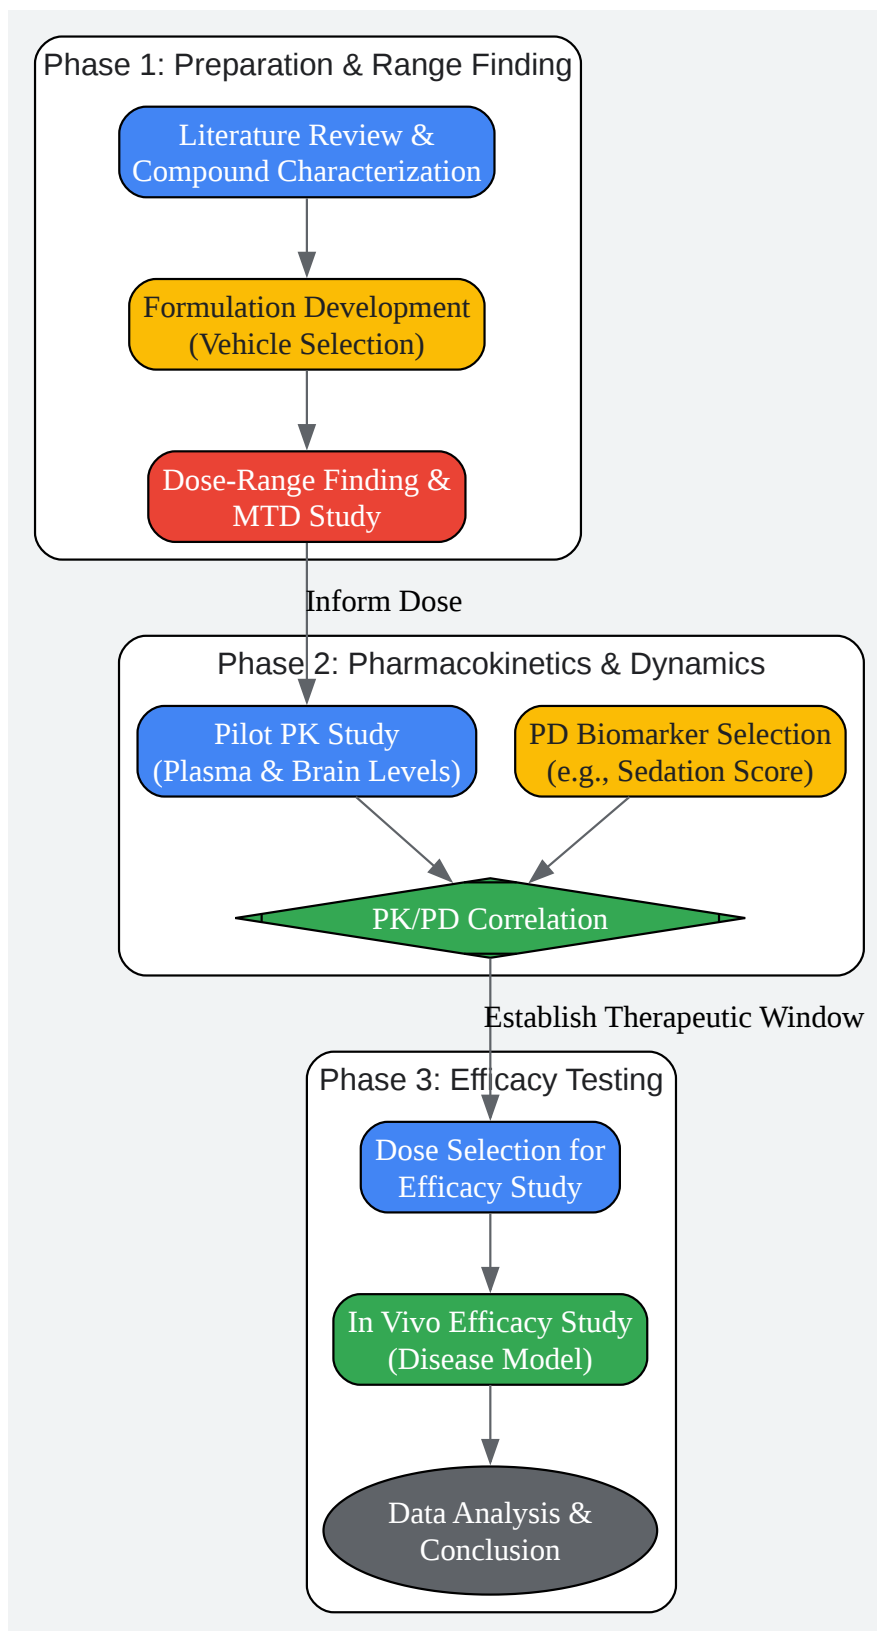 Phase 1: Preparation & Range Finding
Literature Review &
Compound Characterization
Formulation Development
(Vehicle Selection)
Dose-Range Finding &
MTD Study
Inform Dose
Phase 2: Pharmacokinetics & Dynamics
Pilot PK Study
(Plasma & Brain Levels)
PD Biomarker Selection
(e.g., Sedation Score)
PK/PD Correlation
Establish Therapeutic Window
Phase 3: Efficacy Testing
Dose Selection for
Efficacy Study
In Vivo Efficacy Study
(Disease Model)
Data Analysis &
Conclusion